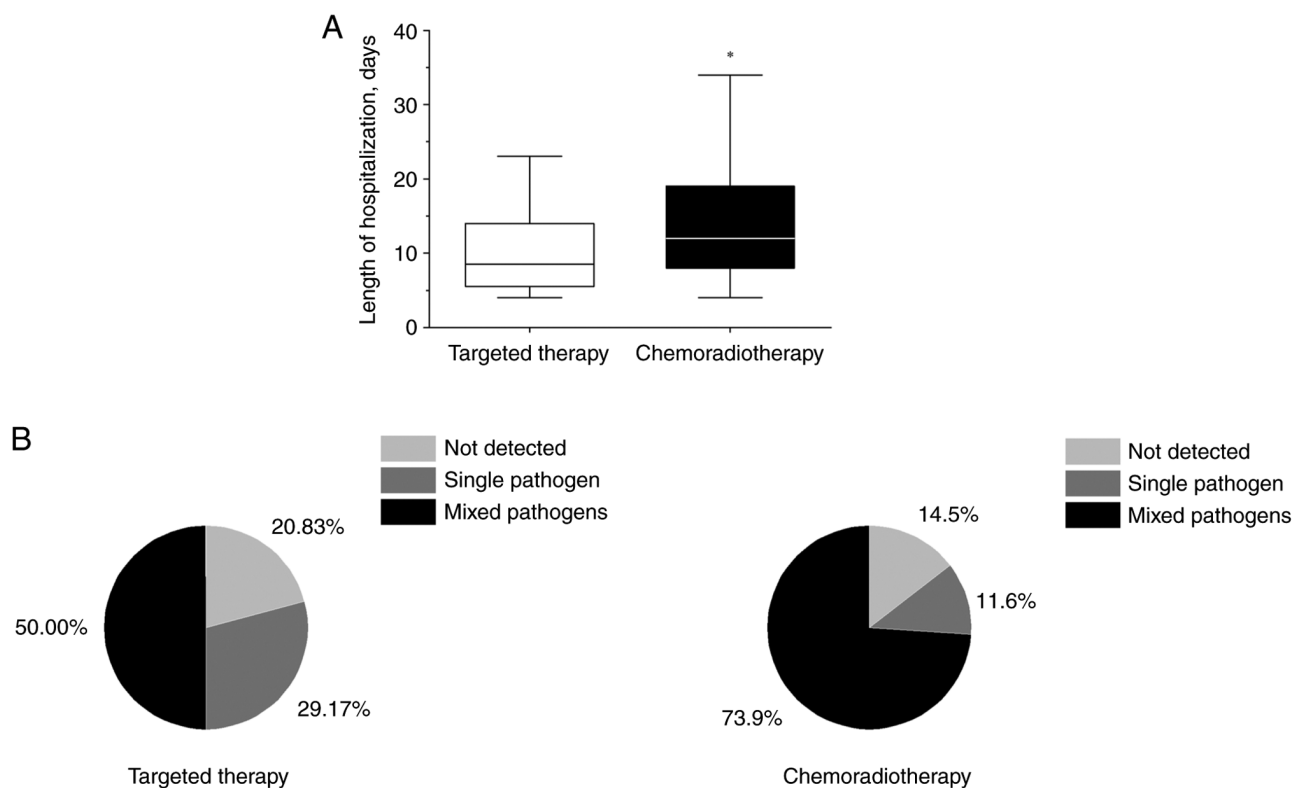 A
Length of hospitalization, days
40
30
20
10
0
*
Targeted therapy
Chemoradiotherapy
B
Not detected
Single pathogen
Mixed pathogens
20.83%
50.00%
29.17%
Targeted therapy
Not detected
Single pathogen
Mixed pathogens
14.5%
11.6%
73.9%
Chemoradiotherapy